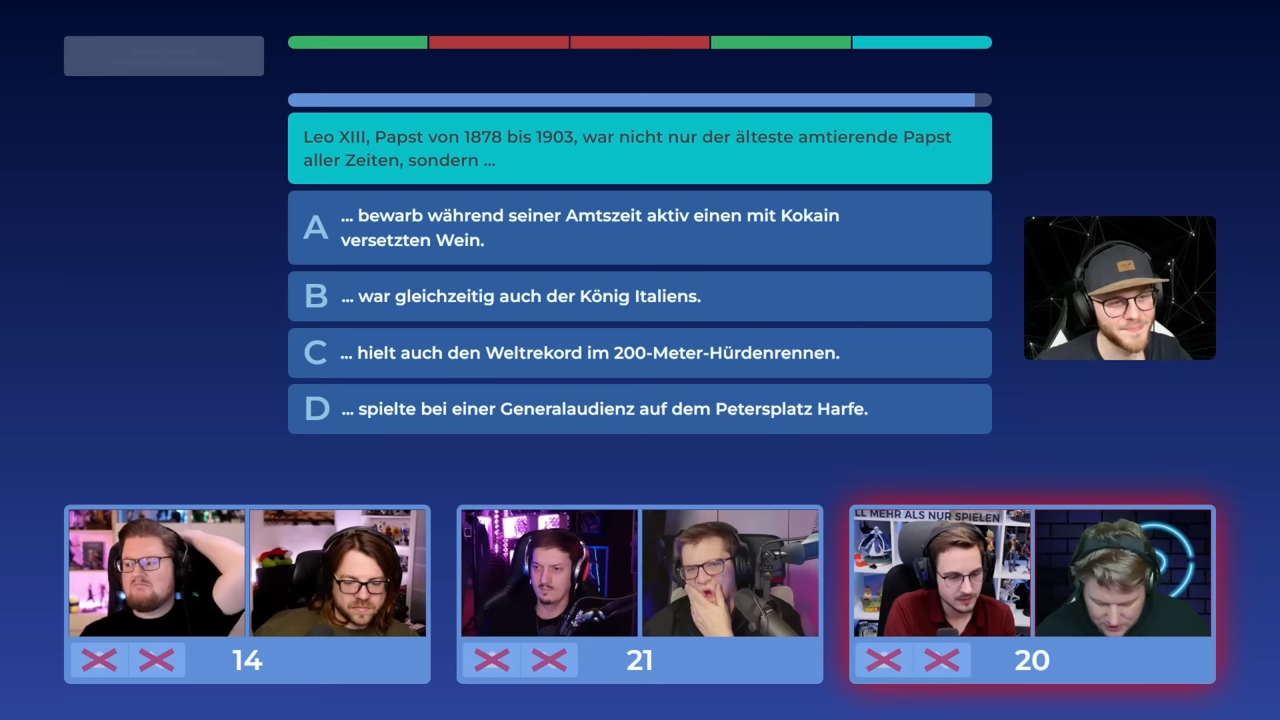 Leo XIII, Papst von 1878 bis 1903, war nicht nur der älteste amtierende Papst
aller Zeiten, sondern ...
A
... bewarb während seiner Amtszeit aktiv einen mit Kokain
versetzten Wein.
B ... war gleichzeitig auch der König Italiens.
C ... hielt auch den Weltrekord im 200-Meter-Hürdenrennen.
D ... spielte bei einer Generalaudienz auf dem Petersplatz Harfe.
LL MEHR ALS NUR SPIELEN
14
21
20